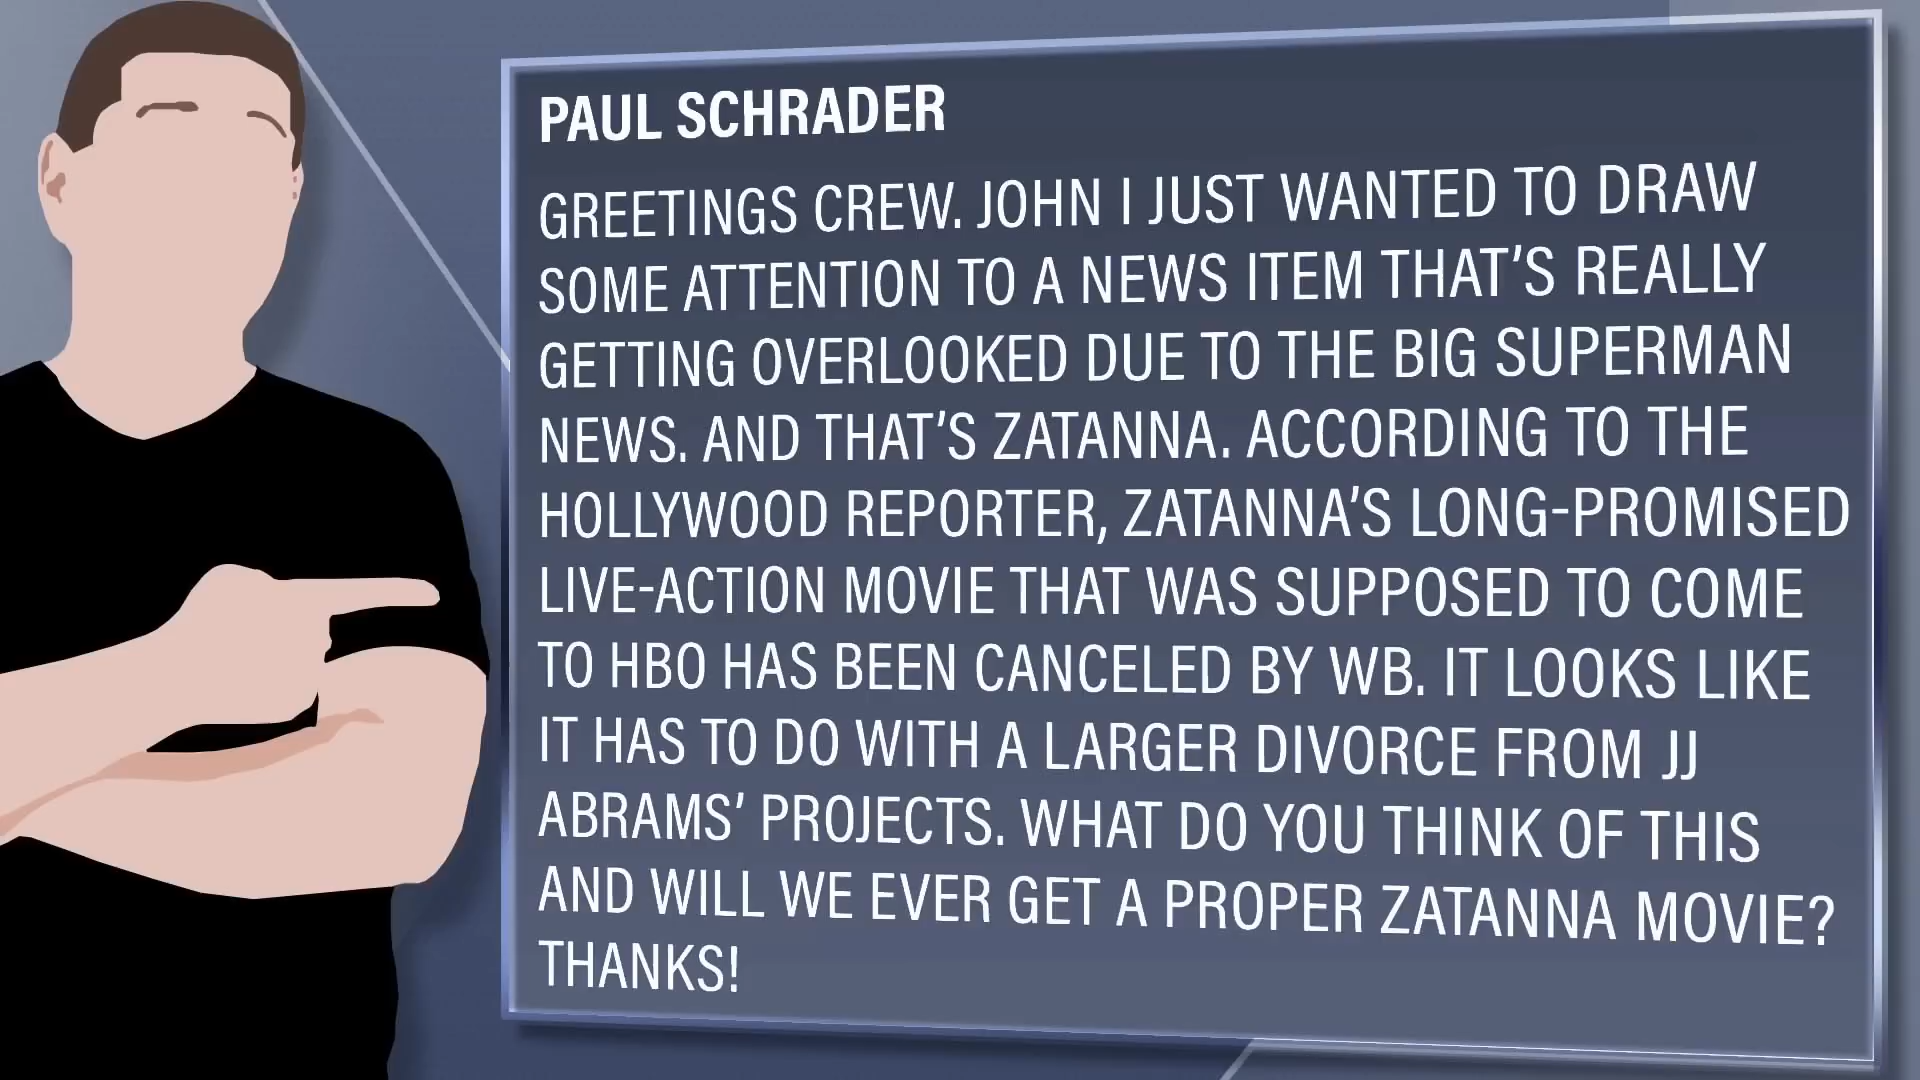 PAUL SCHRADER
GREETINGS CREW. JOHN I JUST WANTED TO DRAW
SOME ATTENTION TO A NEWS ITEM THAT'S REALLY
GETTING OVERLOOKED DUE TO THE BIG SUPERMAN
NEWS. AND THAT'S ZATANNA. ACCORDING TO THE
HOLLYWOOD REPORTER, ZATANNA'S LONG-PROMISED
LIVE-ACTION MOVIE THAT WAS SUPPOSED TO COME
TO HBO HAS BEEN CANCELED BY WB. IT LOOKS LIKE
IT HAS TO DO WITH A LARGER DIVORCE FROM JJ
ABRAMS' PROJECTS. WHAT DO YOU THINK OF THIS
AND WILL WE EVER GET A PROPER ZATANNA MOVIE?
THANKS!